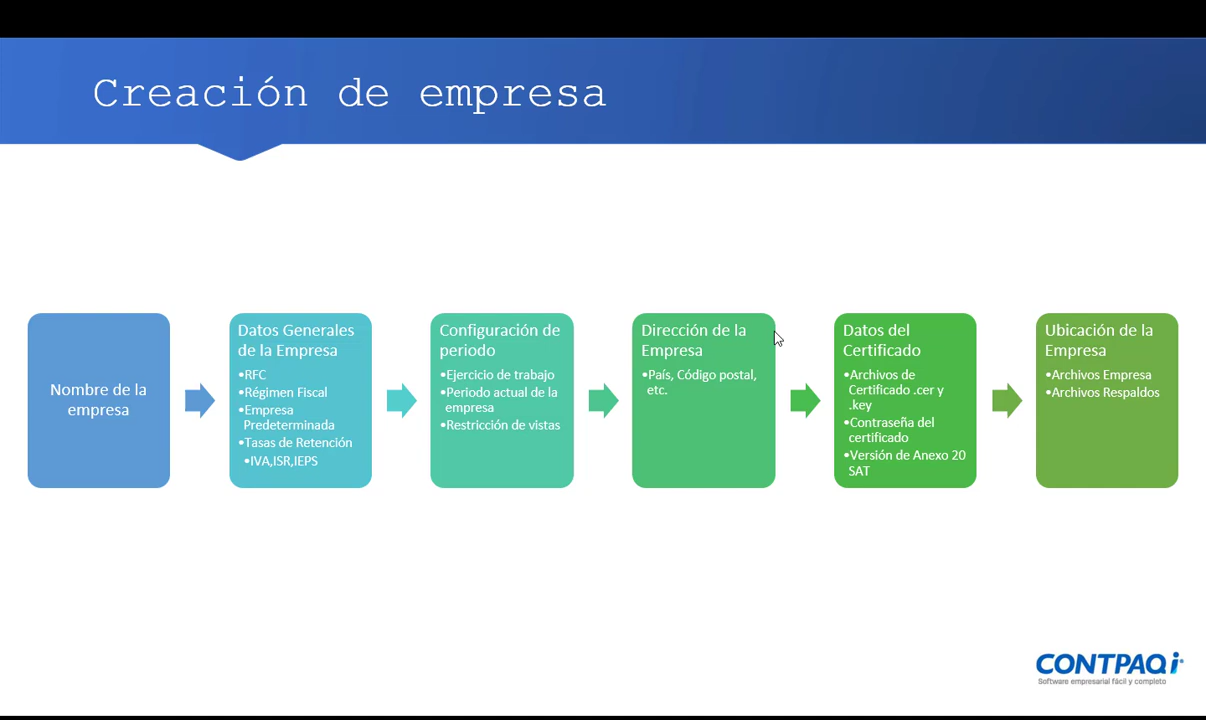 Creación de empresa
Nombre de la
empresa
Datos Generales
de la Empresa
•RFC
•Régimen Fiscal
•Empresa
Predeterminada
•Tasas de Retención
•IVA,ISR,IEPS
Configuración de
periodo
•Ejercicio de trabajo
•Periodo actual de la
empresa
•Restricción de vistas
Dirección de la
Empresa
•País, Código postal,
etc.
Datos del
Certificado
•Archivos de
Certificado .cer y
.key
•Contraseña del
certificado
•Versión de Anexo 20
SAT
Ubicación de la
Empresa
•Archivos Empresa
•Archivos Respaldos
CONTPAQi®
Software empresarial fácil y completo